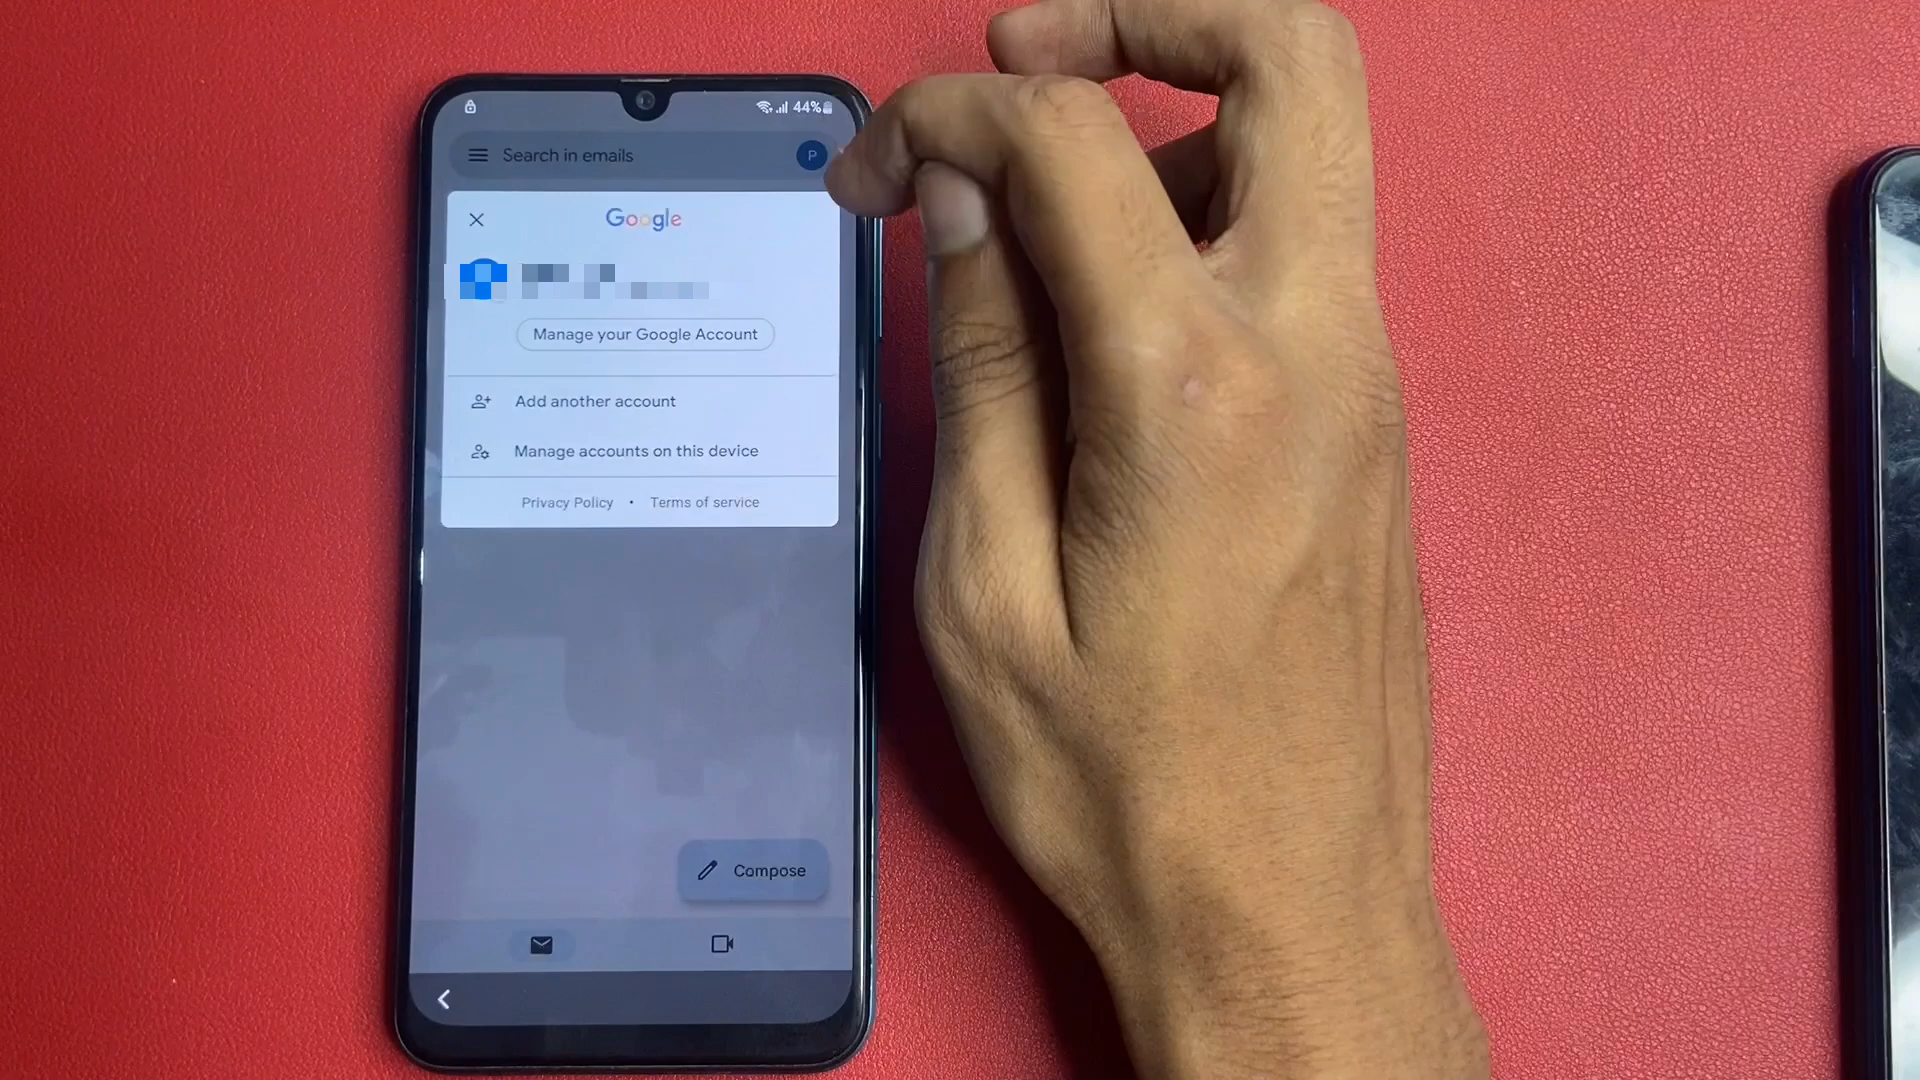 44%
Search in emails P
Google
Manage your Google Account
Add another account
Manage accounts on this device
Privacy Policy • Terms of service
Compose